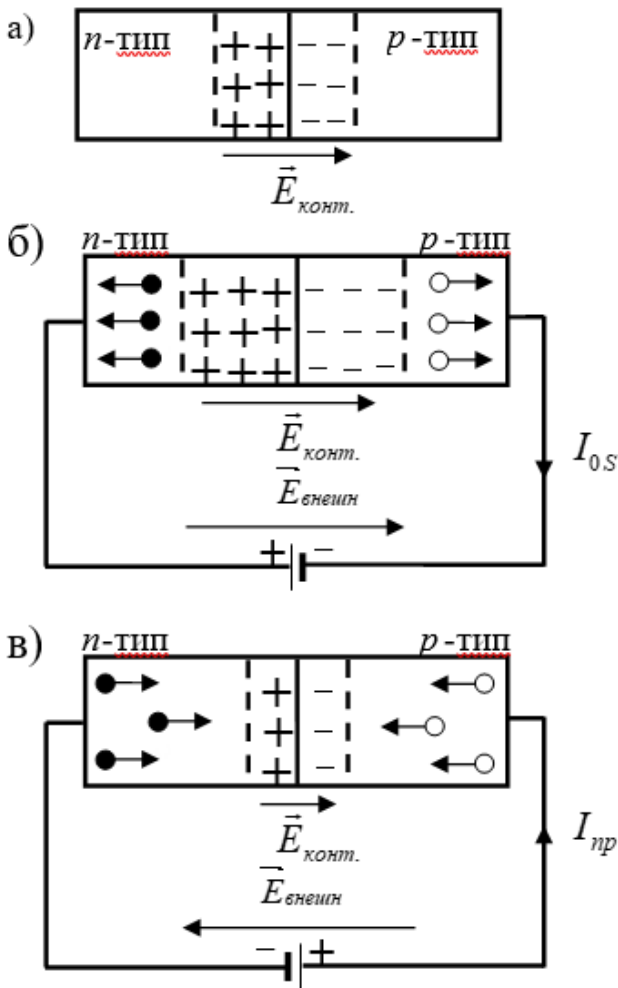 а)
n-тип p-тип
+ + − −
+ + − −
+ + − −
E⃗конт.
б)
n-тип p-тип
+ + + − − − −
+ + + − − −
+ + + − − −
E⃗конт.
E⃗внешн
I0S
+ −
в)
n-тип p-тип
+ −
+ −
+ −
E⃗конт.
E⃗внешн
Iпр
− +